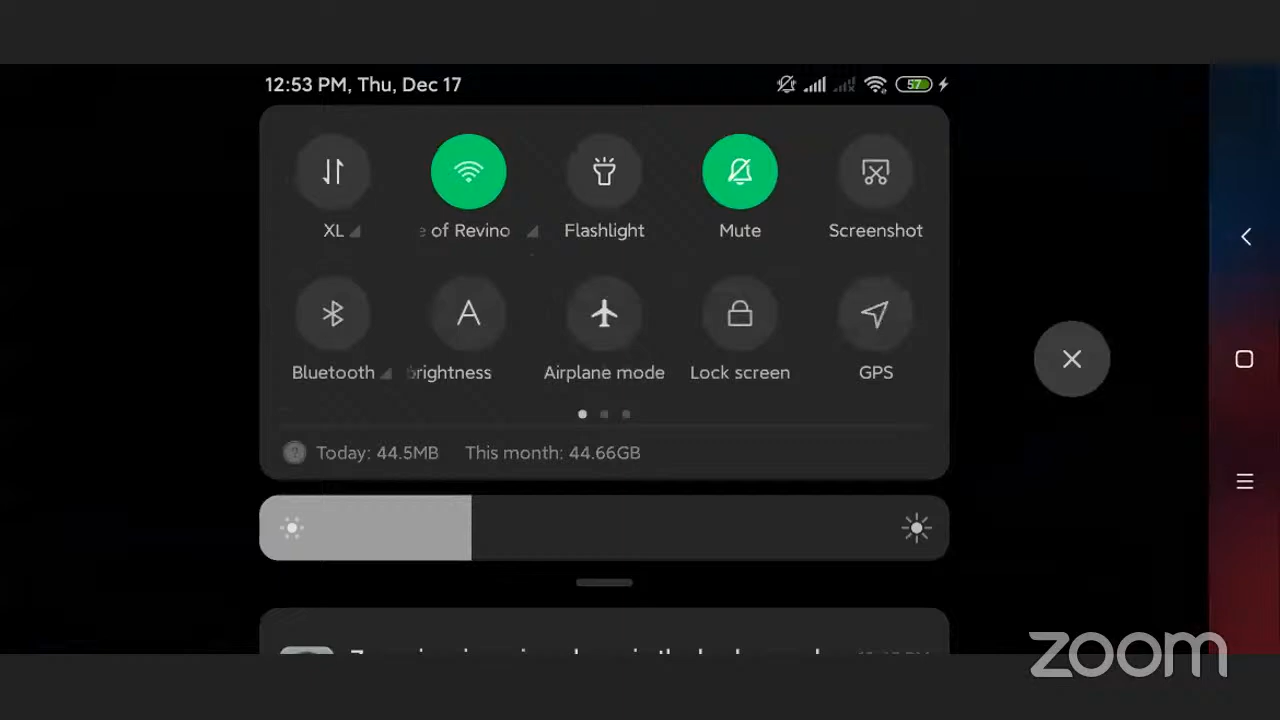 12:53 PM, Thu, Dec 17
57
XL
of Revino
Flashlight
Mute
Screenshot
Bluetooth
brightness
Airplane mode
Lock screen
GPS
Today: 44.5MB This month: 44.66GB
zoom